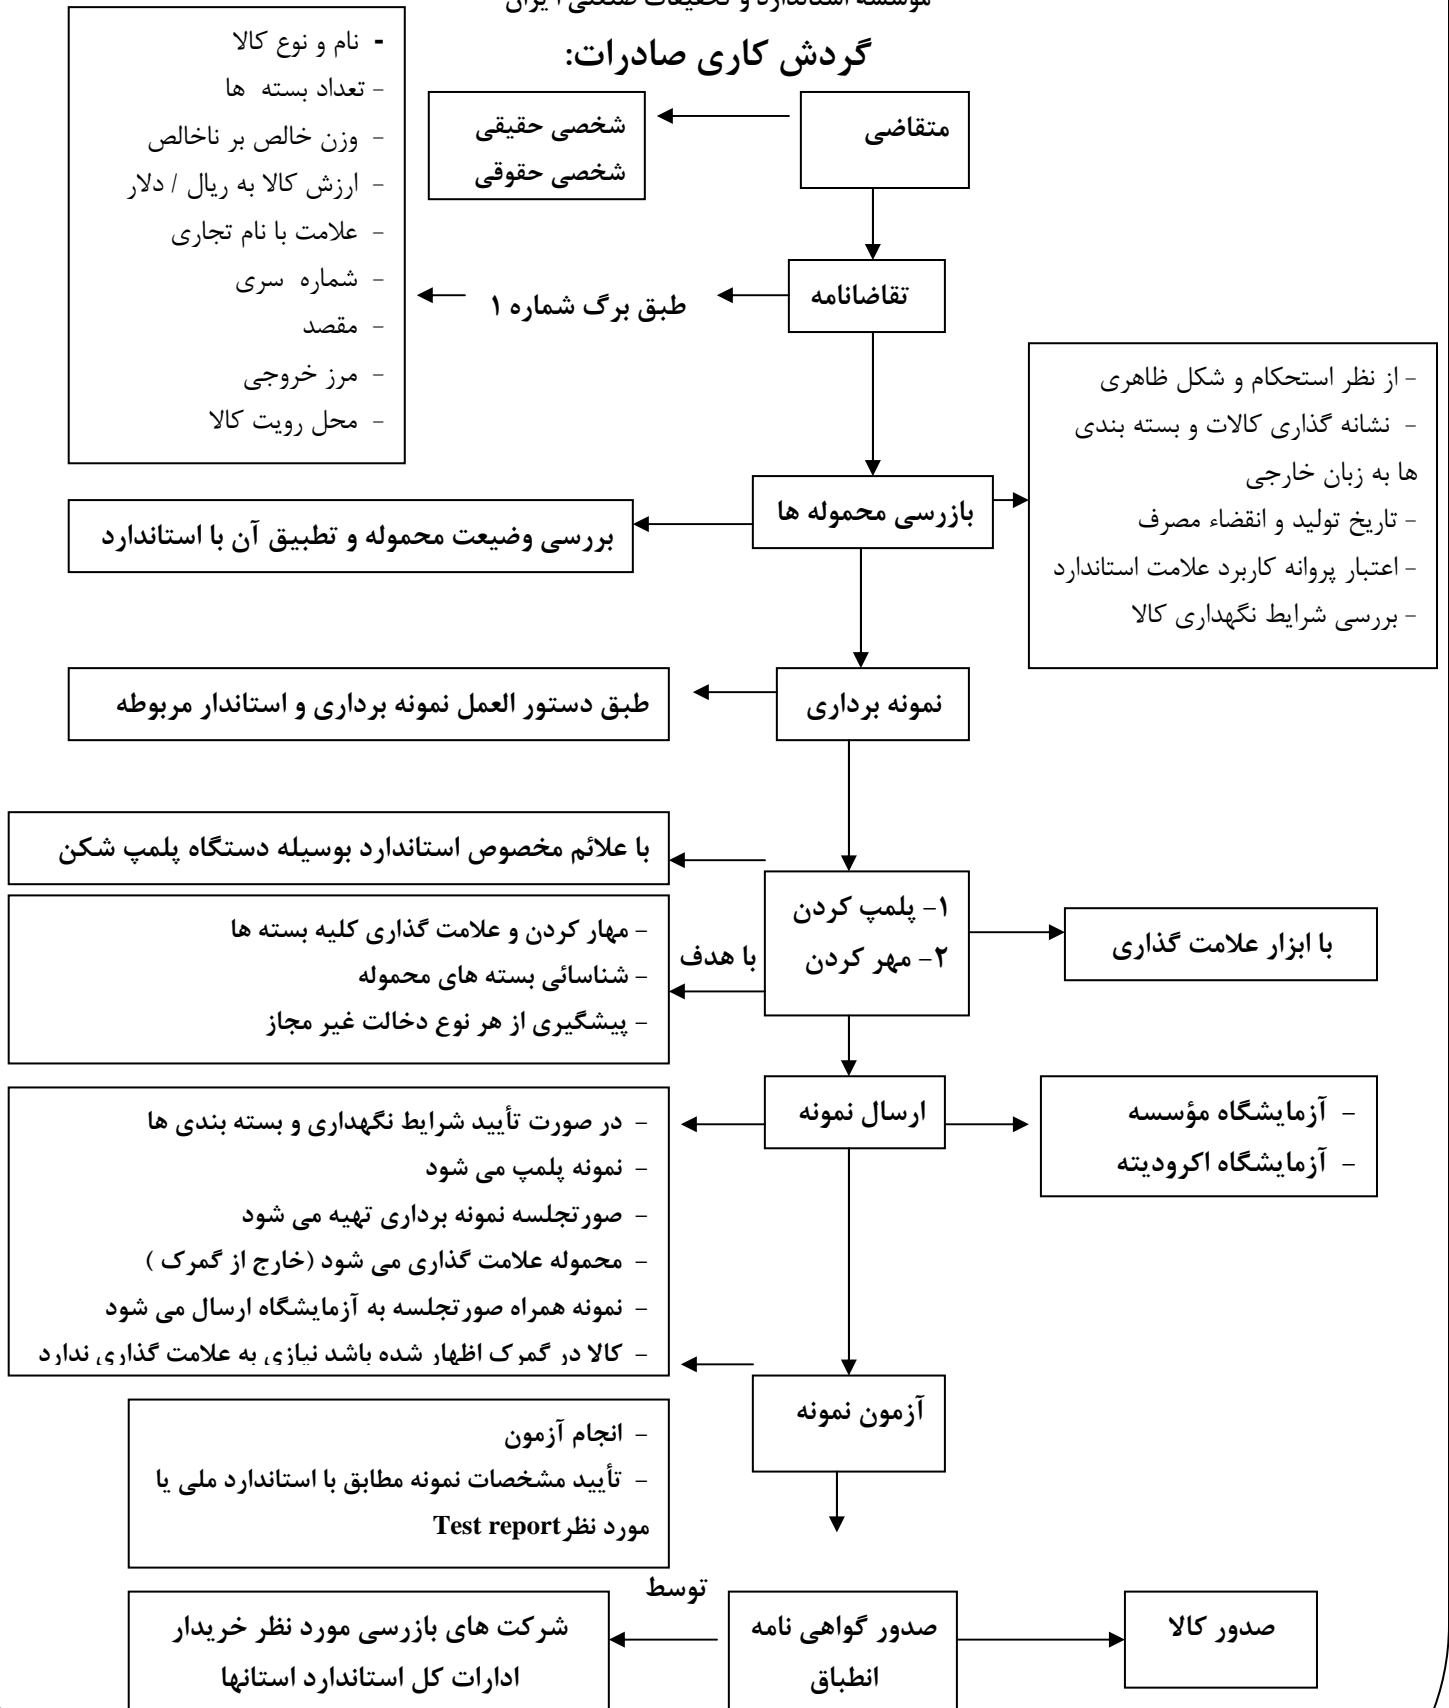 مؤسسه استاندارد و تحقیقات صنعتی ایران
گردش کاری صادرات:
متقاضی
شخصی حقیقی
شخصی حقوقی
- نام و نوع کالا
- تعداد بسته ها
- وزن خالص بر ناخالص
- ارزش کالا به ریال / دلار
- علامت با نام تجاری
- شماره سری
- مقصد
- مرز خروجی
- محل رویت کالا
تقاضانامه
طبق برگ شماره ۱
- از نظر استحکام و شکل ظاهری
- نشانه گذاری کالات و بسته بندی
ها به زبان خارجی
- تاریخ تولید و انقضاء مصرف
- اعتبار پروانه کاربرد علامت استاندارد
- بررسی شرایط نگهداری کالا
بازرسی محموله ها
بررسی وضیعت محموله و تطبیق آن با استاندارد
نمونه برداری
طبق دستور العمل نمونه برداری و استاندار مربوطه
با علائم مخصوص استاندارد بوسیله دستگاه پلمپ شکن
۱- پلمپ کردن
۲- مهر کردن
با ابزار علامت گذاری
با هدف
- مهار کردن و علامت گذاری کلیه بسته ها
- شناسائی بسته های محموله
- پیشگیری از هر نوع دخالت غیر مجاز
ارسال نمونه
- آزمایشگاه مؤسسه
- آزمایشگاه اکرودیته
- در صورت تأیید شرایط نگهداری و بسته بندی ها
- نمونه پلمپ می شود
- صورتجلسه نمونه برداری تهیه می شود
- محموله علامت گذاری می شود (خارج از گمرک )
- نمونه همراه صورتجلسه به آزمایشگاه ارسال می شود
- کالا در گمرک اظهار شده باشد نیازی به علامت گذاری ندارد
آزمون نمونه
- انجام آزمون
- تأیید مشخصات نمونه مطابق با استاندارد ملی یا
مورد نظر Test report
صدور کالا
صدور گواهی نامه
انطباق
توسط
شرکت های بازرسی مورد نظر خریدار
ادارات کل استاندارد استانها